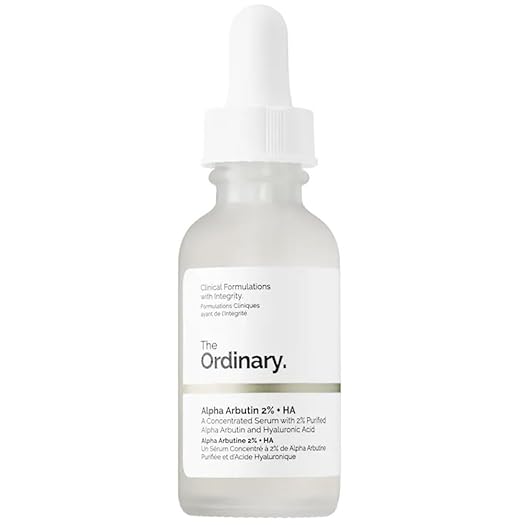 Clinical Formulations
with Integrity.
Formulations Cliniques
ayant de l'Intégrité
The
Ordinary.
Alpha Arbutin 2% + HA
A Concentrated Serum with 2% Purified
Alpha Arbutin and Hyaluronic Acid
Alpha Arbutine 2% + HA
Un Sérum Concentré à 2% de Alpha Arbutine
Purifiée et d'Acide Hyaluronique